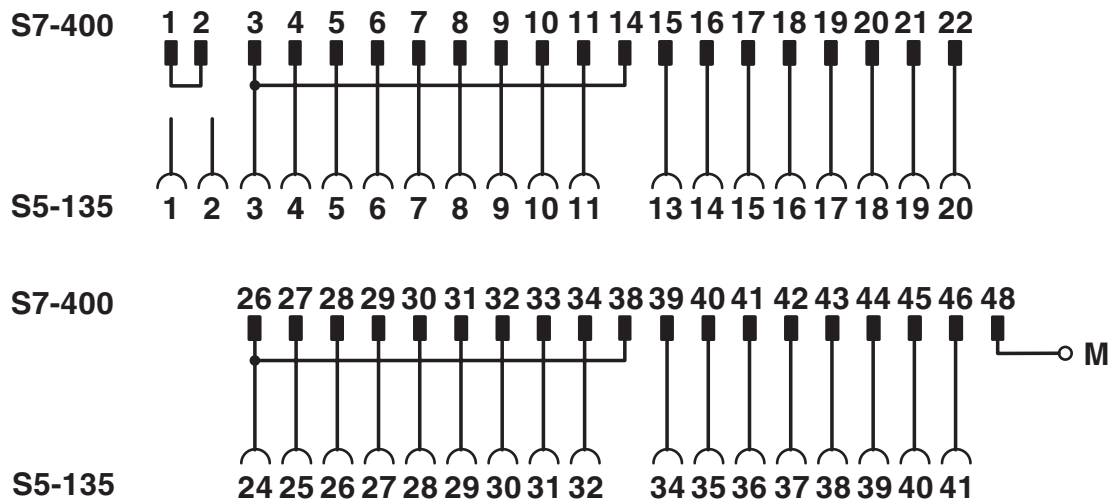 S7-400 1 2 3 4 5 6 7 8 9 10 11 14 15 16 17 18 19 20 21 22
S5-135 1 2 3 4 5 6 7 8 9 10 11 13 14 15 16 17 18 19 20
S7-400 26 27 28 29 30 31 32 33 34 38 39 40 41 42 43 44 45 46 48
M
S5-135 24 25 26 27 28 29 30 31 32 34 35 36 37 38 39 40 41